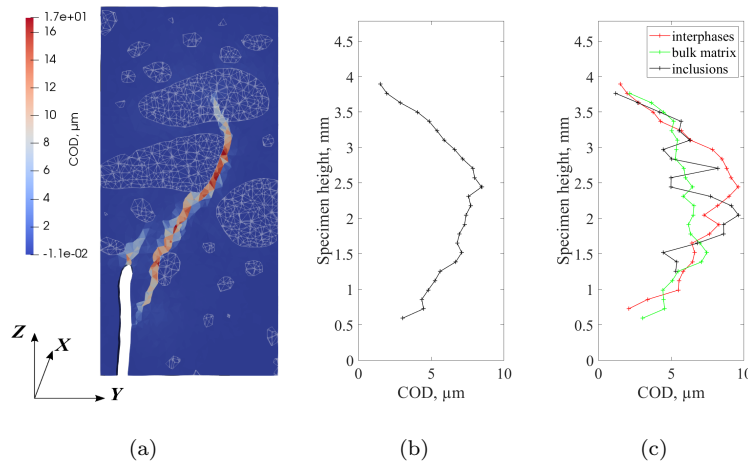 1.7e+01
16
14
12
10
8
6
4
2
-1.1e-02
COD, µm
Z
X
Y
(a)
4.5
4
3.5
3
2.5
2
1.5
1
0.5
0
Specimen height, mm
0
5
10
COD, µm
(b)
interphases
bulk matrix
inclusions
4.5
4
3.5
3
2.5
2
1.5
1
0.5
0
Specimen height, mm
0
5
10
COD, µm
(c)